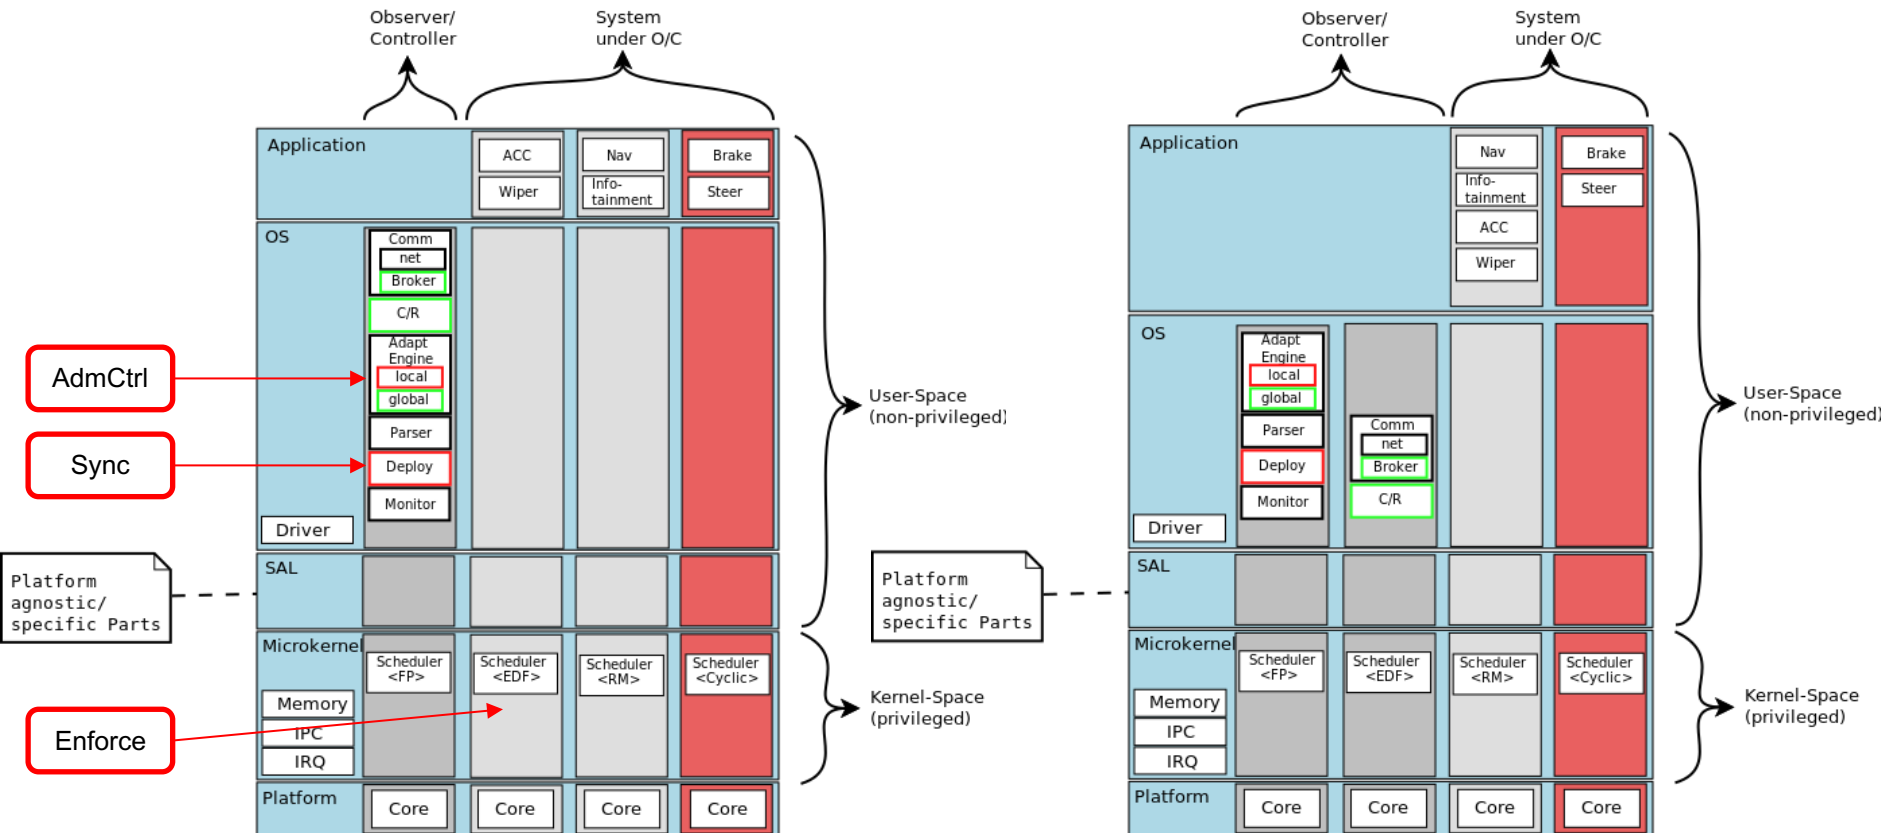 Observer/
Controller
System
under O/C
Application
ACC
Wiper
Nav
Info-
tainment
Brake
Steer
OS
Comm
net
Broker
C/R
Adapt
Engine
local
global
Parser
Deploy
Monitor
Driver
AdmCtrl
Sync
Enforce
Platform
agnostic/
specific Parts
SAL
Microkernel
Scheduler
<FP>
Scheduler
<EDF>
Scheduler
<RM>
Scheduler
<Cyclic>
Memory
IPC
IRQ
Platform
Core
Core
Core
Core
User-Space
(non-privileged)
Kernel-Space
(privileged)
Observer/
Controller
System
under O/C
Application
Nav
Info-
tainment
ACC
Wiper
Brake
Steer
OS
Adapt
Engine
local
global
Parser
Deploy
Monitor
Comm
net
Broker
C/R
Driver
Platform
agnostic/
specific Parts
SAL
Microkernel
Scheduler
<FP>
Scheduler
<EDF>
Scheduler
<RM>
Scheduler
<Cyclic>
Memory
IPC
IRQ
Platform
Core
Core
Core
Core
User-Space
(non-privileged)
Kernel-Space
(privileged)